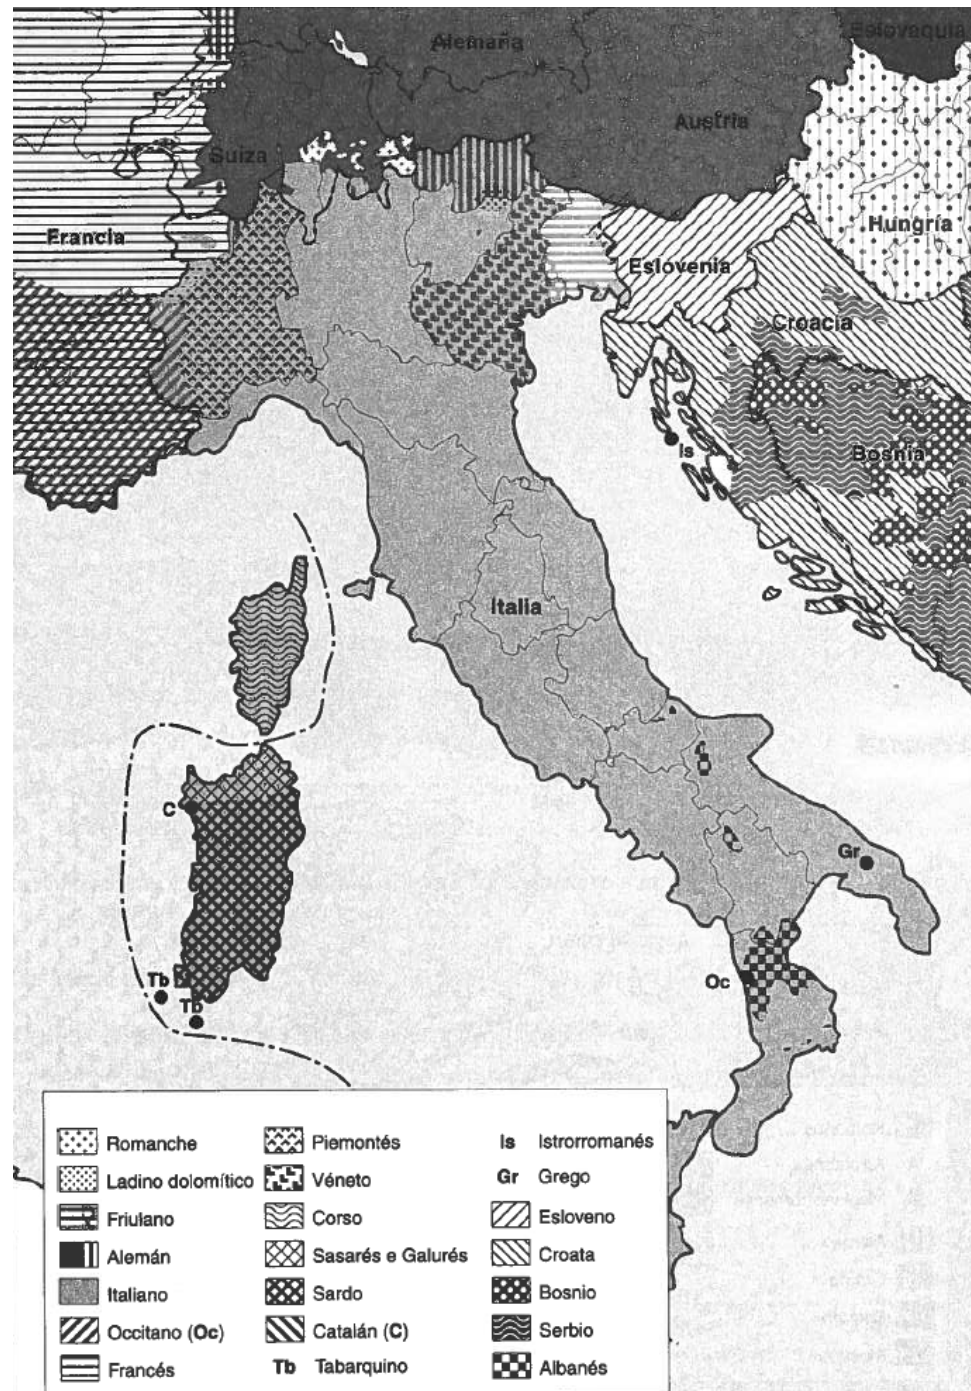 Alemaña
Eslovaquia
Austria
Suiza
Francia
Hungría
Eslovenia
Croacia
Is
Bosnia
Italia
C
Gr
Tb
Oc
Tb
Romanche
Ladino dolomítico
Friulano
Alemán
Italiano
Occitano (Oc)
Francés
Piemontés
Véneto
Corso
Sasarés e Galurés
Sardo
Catalán (C)
Tb Tabarquino
Is Istrorromanés
Gr Grego
Esloveno
Croata
Bosnio
Serbio
Albanés